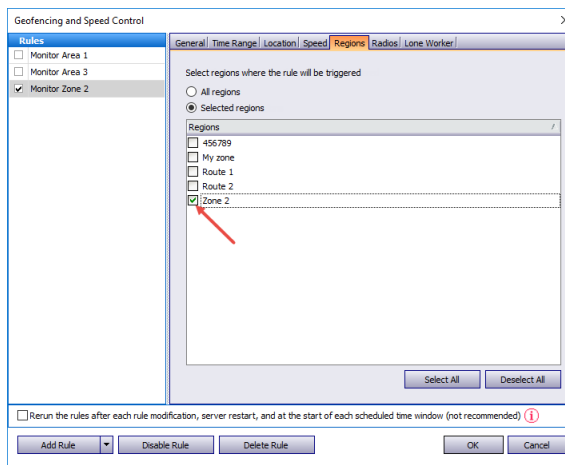 Geofencing and Speed Control
Rules
Monitor Area 1
Monitor Area 3
Monitor Zone 2
General Time Range Location Speed Regions Radios Lone Worker
Select regions where the rule will be triggered
All regions
Selected regions
Regions
456789
My zone
Route 1
Route 2
Zone 2
Select All Deselect All
Rerun the rules after each rule modification, server restart, and at the start of each scheduled time window (not recommended)
Add Rule Disable Rule Delete Rule OK Cancel